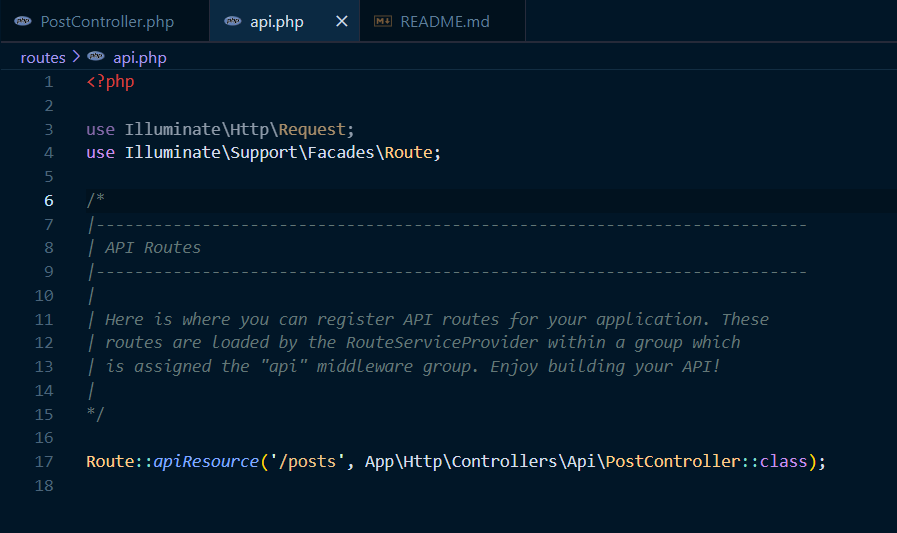 PostController.php
api.php
README.md
routes > api.php
1 <?php
2
3 use Illuminate\Http\Request;
4 use Illuminate\Support\Facades\Route;
5
6 /*
7 |--------------------------------------------------------------------------
8 | API Routes
9 |--------------------------------------------------------------------------
10 |
11 | Here is where you can register API routes for your application. These
12 | routes are loaded by the RouteServiceProvider within a group which
13 | is assigned the "api" middleware group. Enjoy building your API!
14 |
15 */
16
17 Route::apiResource('/posts', App\Http\Controllers\Api\PostController::class);
18